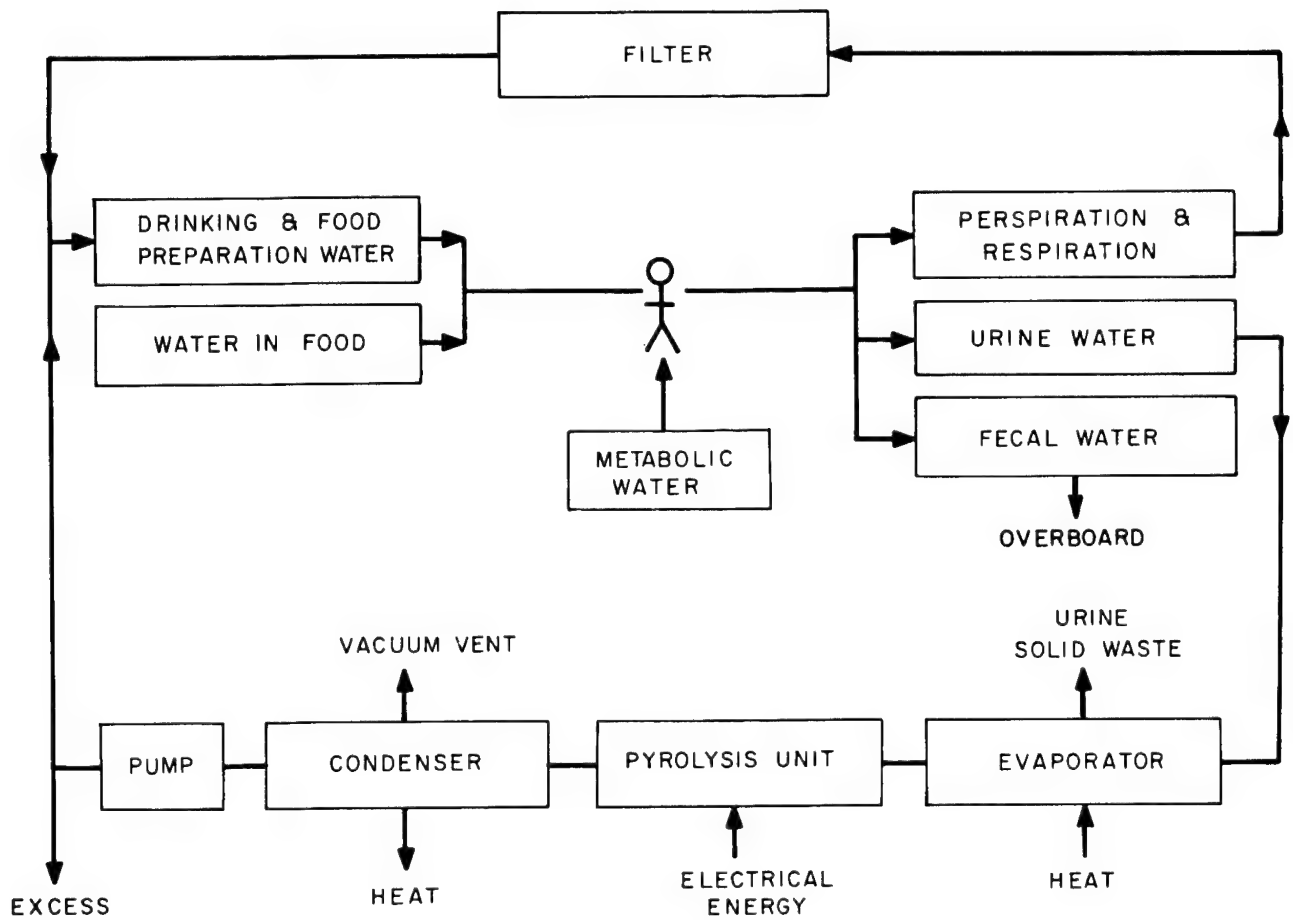 FILTER
DRINKING & FOOD
PREPARATION WATER
WATER IN FOOD
METABOLIC
WATER
PERSPIRATION &
RESPIRATION
URINE WATER
FECAL WATER
OVERBOARD
URINE
SOLID WASTE
VACUUM VENT
PUMP
CONDENSER
PYROLYSIS UNIT
EVAPORATOR
EXCESS
HEAT
ELECTRICAL
ENERGY
HEAT